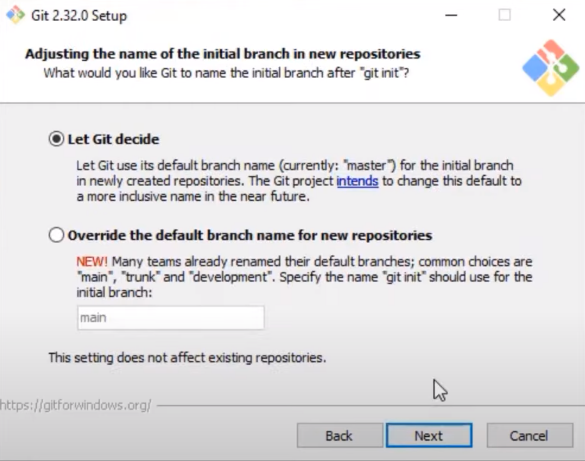 Git 2.32.0 Setup
Adjusting the name of the initial branch in new repositories
What would you like Git to name the initial branch after "git init"?
Let Git decide
Let Git use its default branch name (currently: "master") for the initial branch
in newly created repositories. The Git project intends to change this default to
a more inclusive name in the near future.
Override the default branch name for new repositories
NEW! Many teams already renamed their default branches; common choices are
"main", "trunk" and "development". Specify the name "git init" should use for the
initial branch:
main
This setting does not affect existing repositories.
https://gitforwindows.org/
Back
Next
Cancel